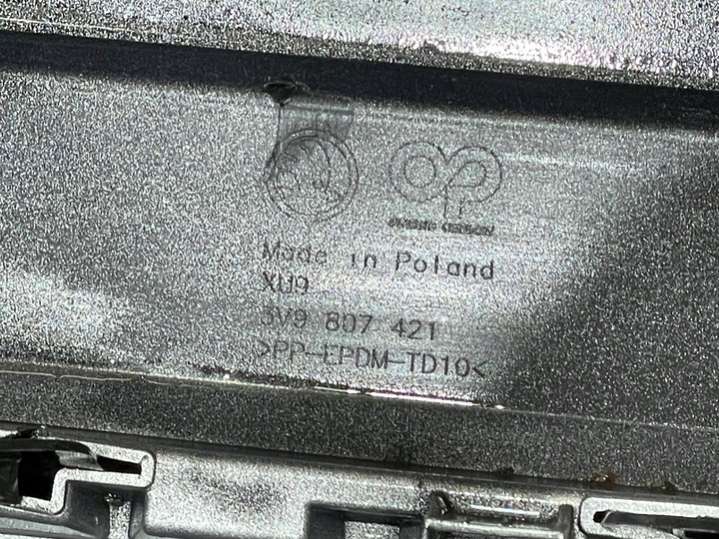 Made in Poland
XU9
3V9 807 421
>PP-EPDM-TD10<